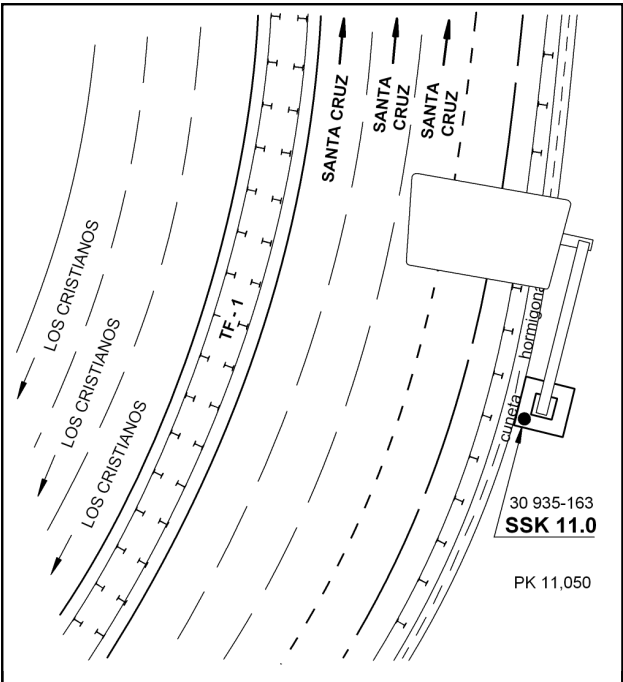 SANTA CRUZ
SANTA
CRUZ
SANTA
CRUZ
LOS CRISTIANOS
LOS CRISTIANOS
LOS CRISTIANOS
TF - 1
cuneta hormigona
30 935-163
SSK 11.0
PK 11,050